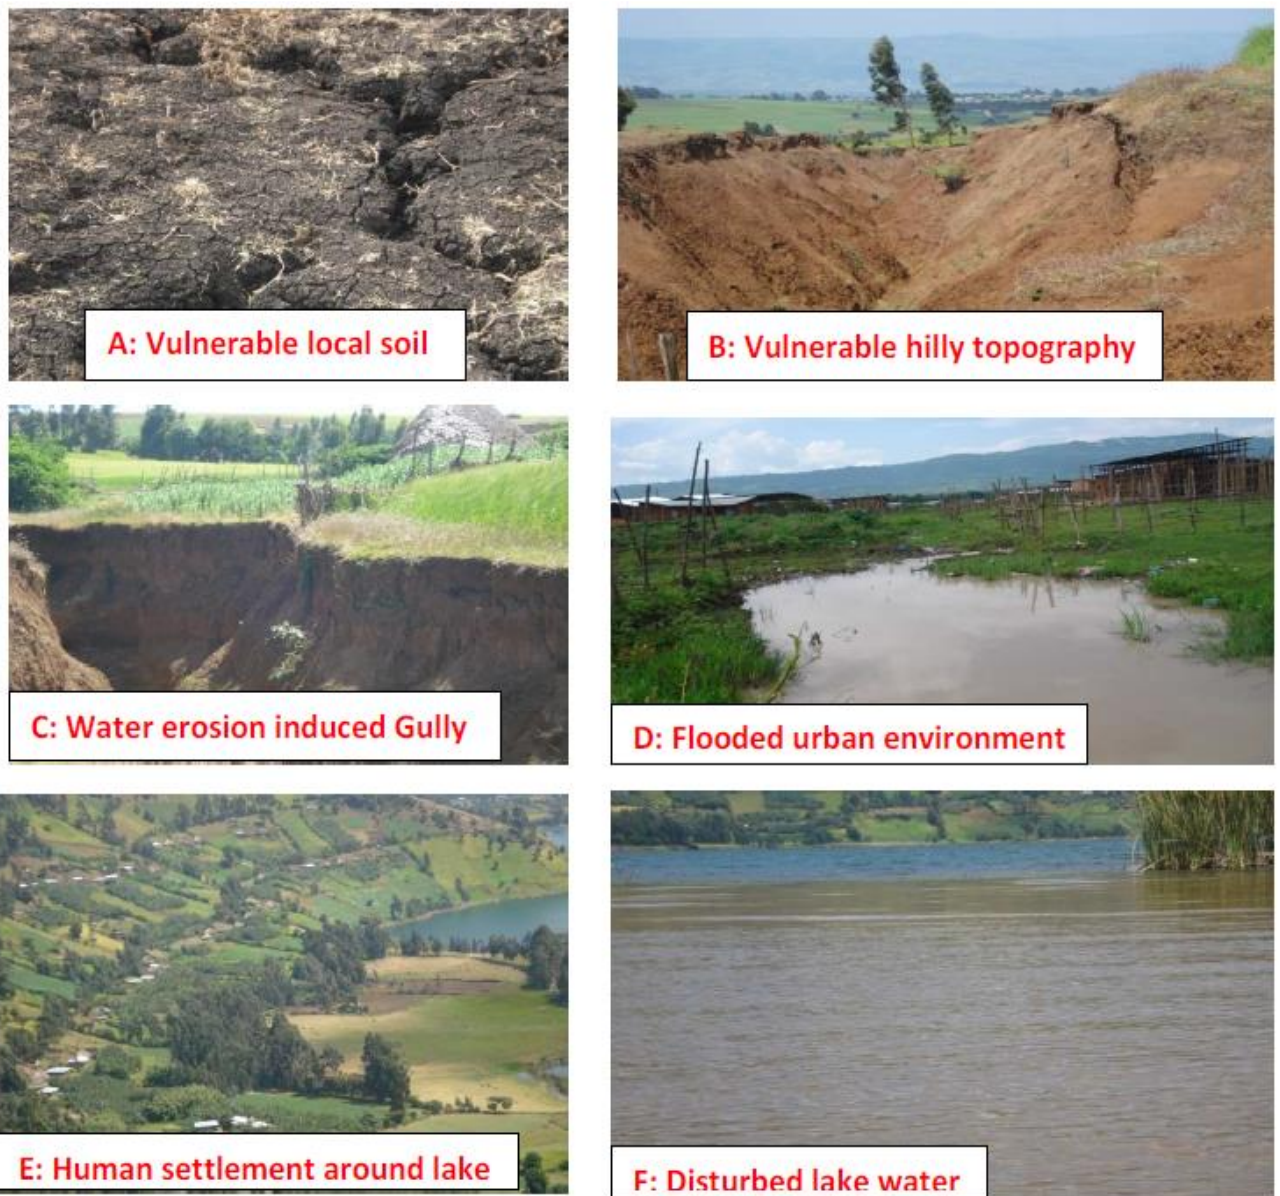 A: Vulnerable local soil
B: Vulnerable hilly topography
C: Water erosion induced Gully
D: Flooded urban environment
E: Human settlement around lake
F: Disturbed lake water